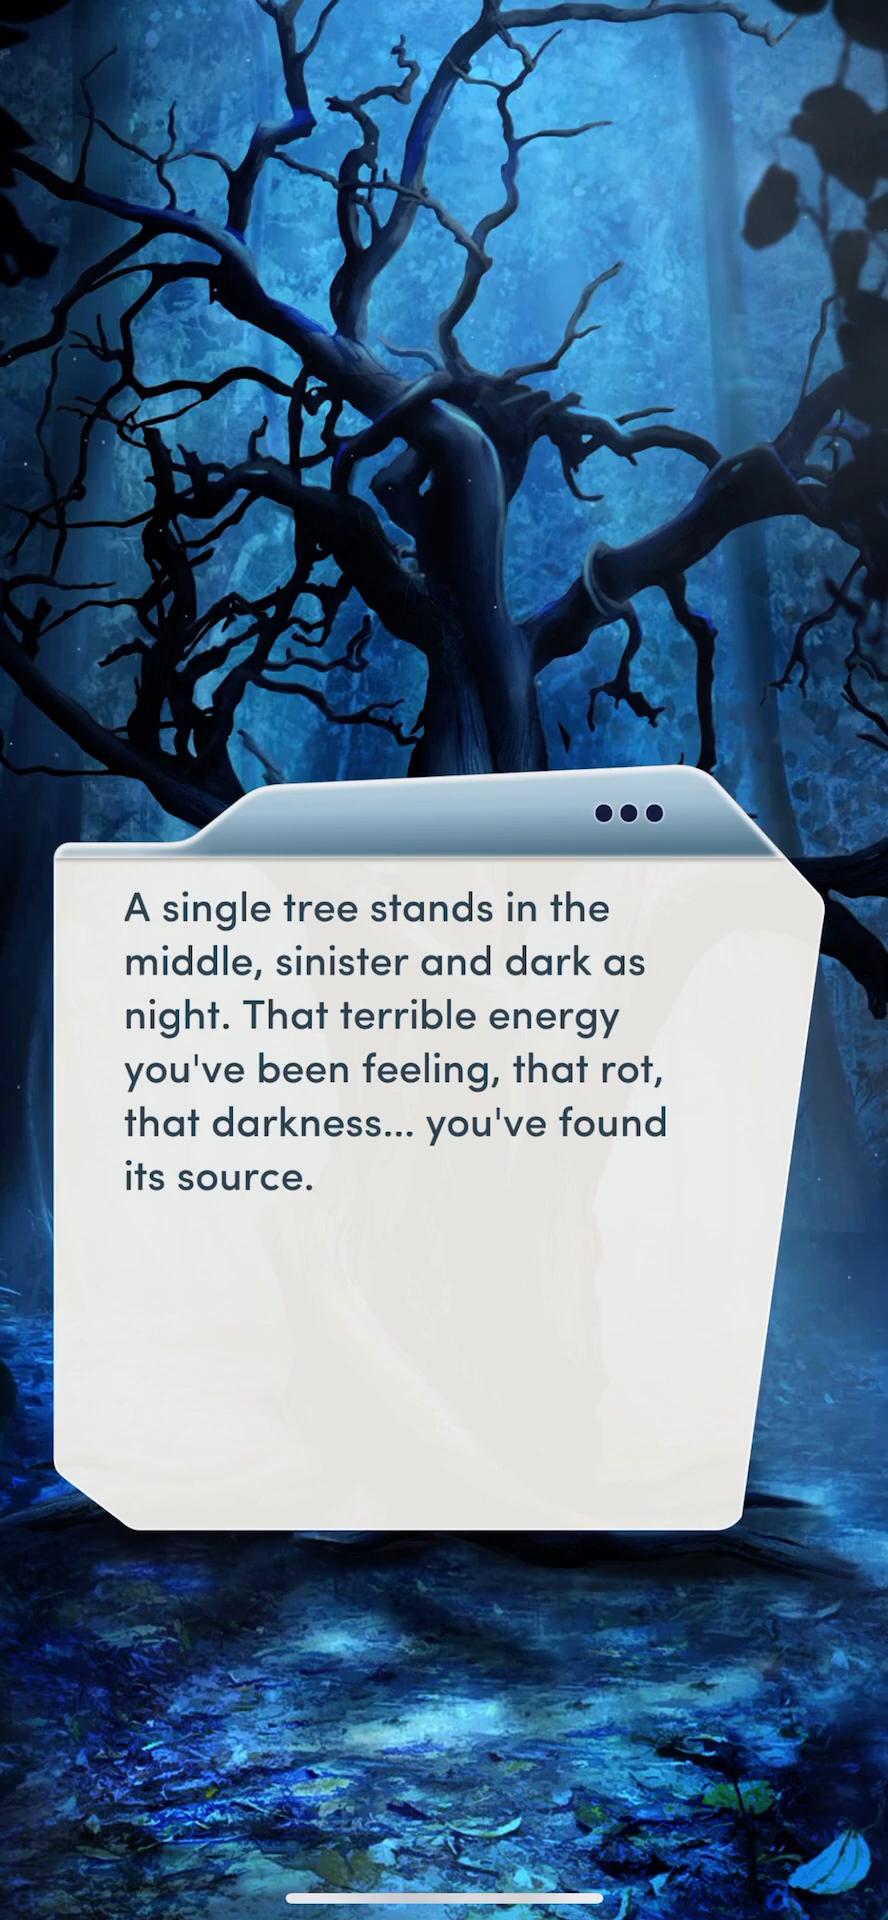 A single tree stands in the
middle, sinister and dark as
night. That terrible energy
you've been feeling, that rot,
that darkness... you've found
its source.